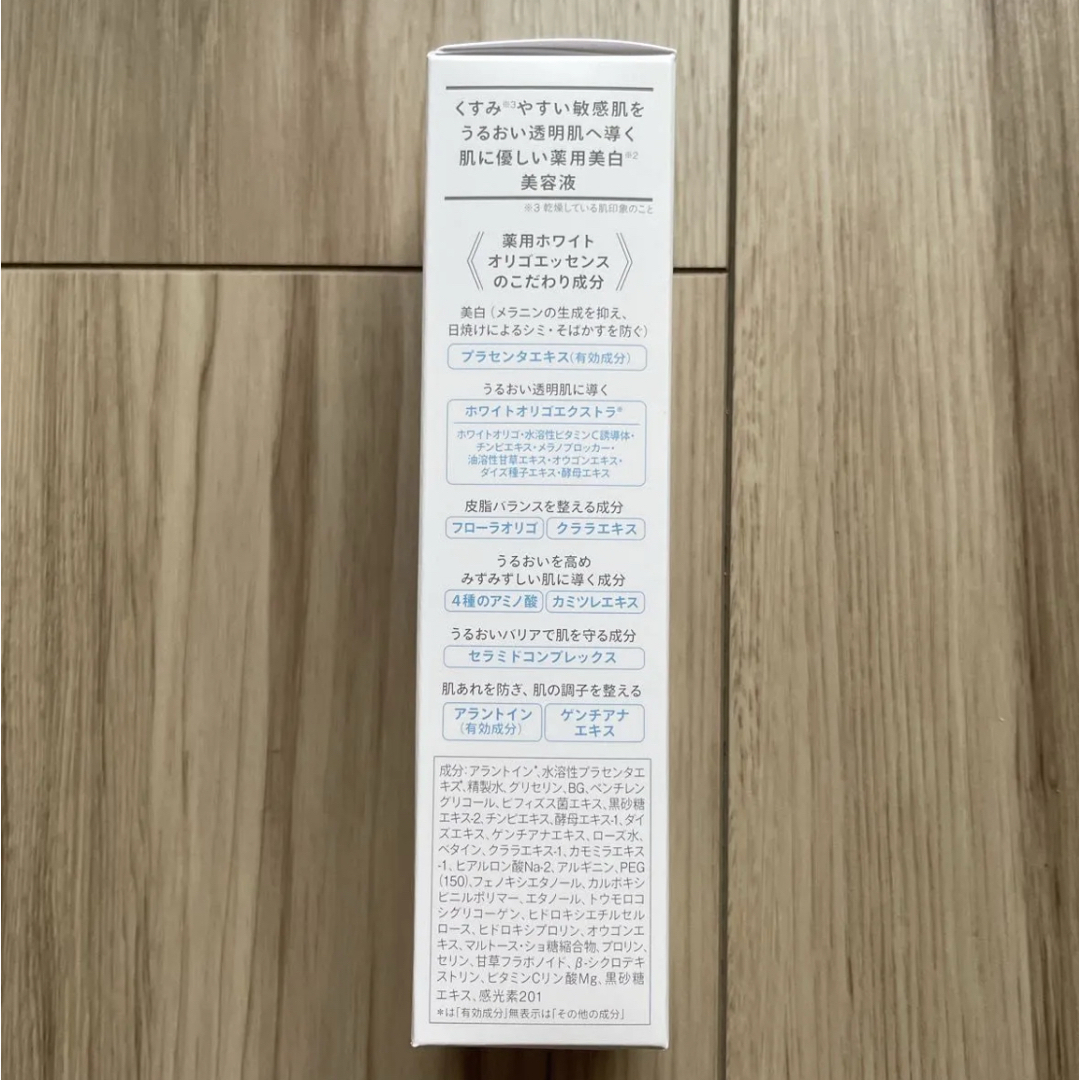 くすみ※3やすい敏感肌を
うるおい透明肌へ導く
肌に優しい薬用美白※2
美容液
※3 乾燥している肌印象のこと
薬用ホワイト
オリゴエッセンス
のこだわり成分
美白(メラニンの生成を抑え、
日焼けによるシミ・そばかすを防ぐ)
プラセンタエキス(有効成分)
うるおい透明肌に導く
ホワイトオリゴエクストラ*
ホワイトオリゴ・水溶性ビタミンC誘導体・
チンピエキス・メラノブロッカー・
油溶性甘草エキス・オウゴンエキス・
ダイズ種子エキス・酵母エキス
皮脂バランスを整える成分
フローラオリゴ クララエキス
うるおいを高め
みずみずしい肌に導く成分
4種のアミノ酸 カミツレエキス
うるおいバリアで肌を守る成分
セラミドコンプレックス
肌あれを防ぎ、肌の調子を整える
アラントイン ゲンチアナ
(有効成分) エキス
成分:アラントイン*、水溶性プラセンタエ
キス*、精製水、グリセリン、BG、ペンチレン
グリコール、ビフィズス菌エキス、黒砂糖
エキス-2、チンピエキス、酵母エキス-1、ダイ
ズエキス、ゲンチアナエキス、ローズ水、
ベタイン、クララエキス-1、カモミラエキス
-1、ヒアルロン酸Na-2、アルギニン、PEG
(150)、フェノキシエタノール、カルボキシ
ビニルポリマー、エタノール、トウモロコ
シグリコーゲン、ヒドロキシエチルセル
ロース、ヒドロキシプロリン、オウゴンエ
キス、マルトース・ショ糖縮合物、プロリン、
セリン、甘草フラボノイド、β-シクロデキ
ストリン、ビタミンCリン酸Mg、黒砂糖
エキス、感光素201
*は「有効成分」無表示は「その他の成分」